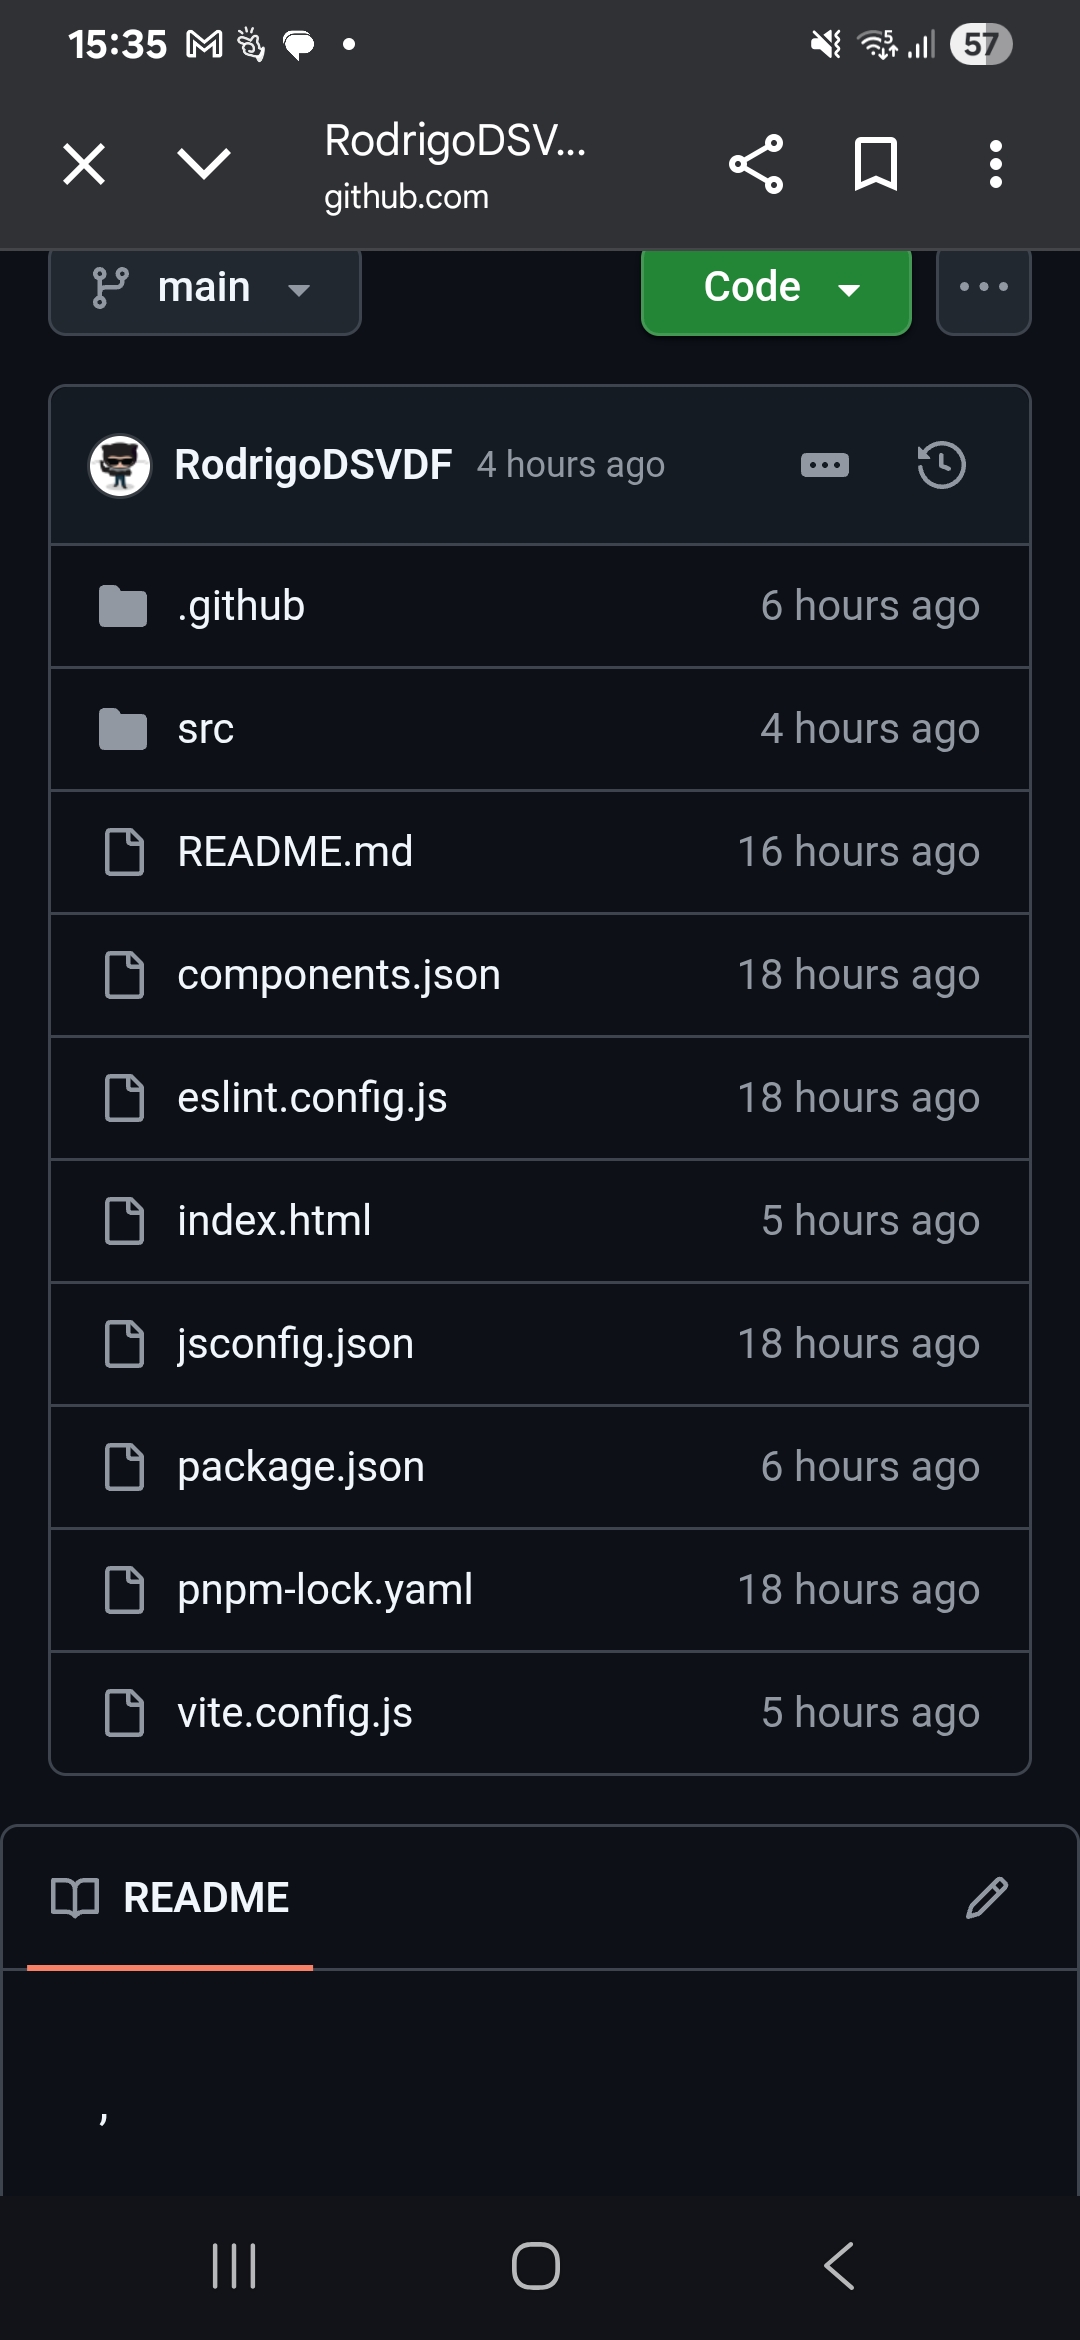 15:35
57
RodrigoDSV...
github.com
main
Code
RodrigoDSVDF 4 hours ago
.github 6 hours ago
src 4 hours ago
README.md 16 hours ago
components.json 18 hours ago
eslint.config.js 18 hours ago
index.html 5 hours ago
jsconfig.json 18 hours ago
package.json 6 hours ago
pnpm-lock.yaml 18 hours ago
vite.config.js 5 hours ago
README
,